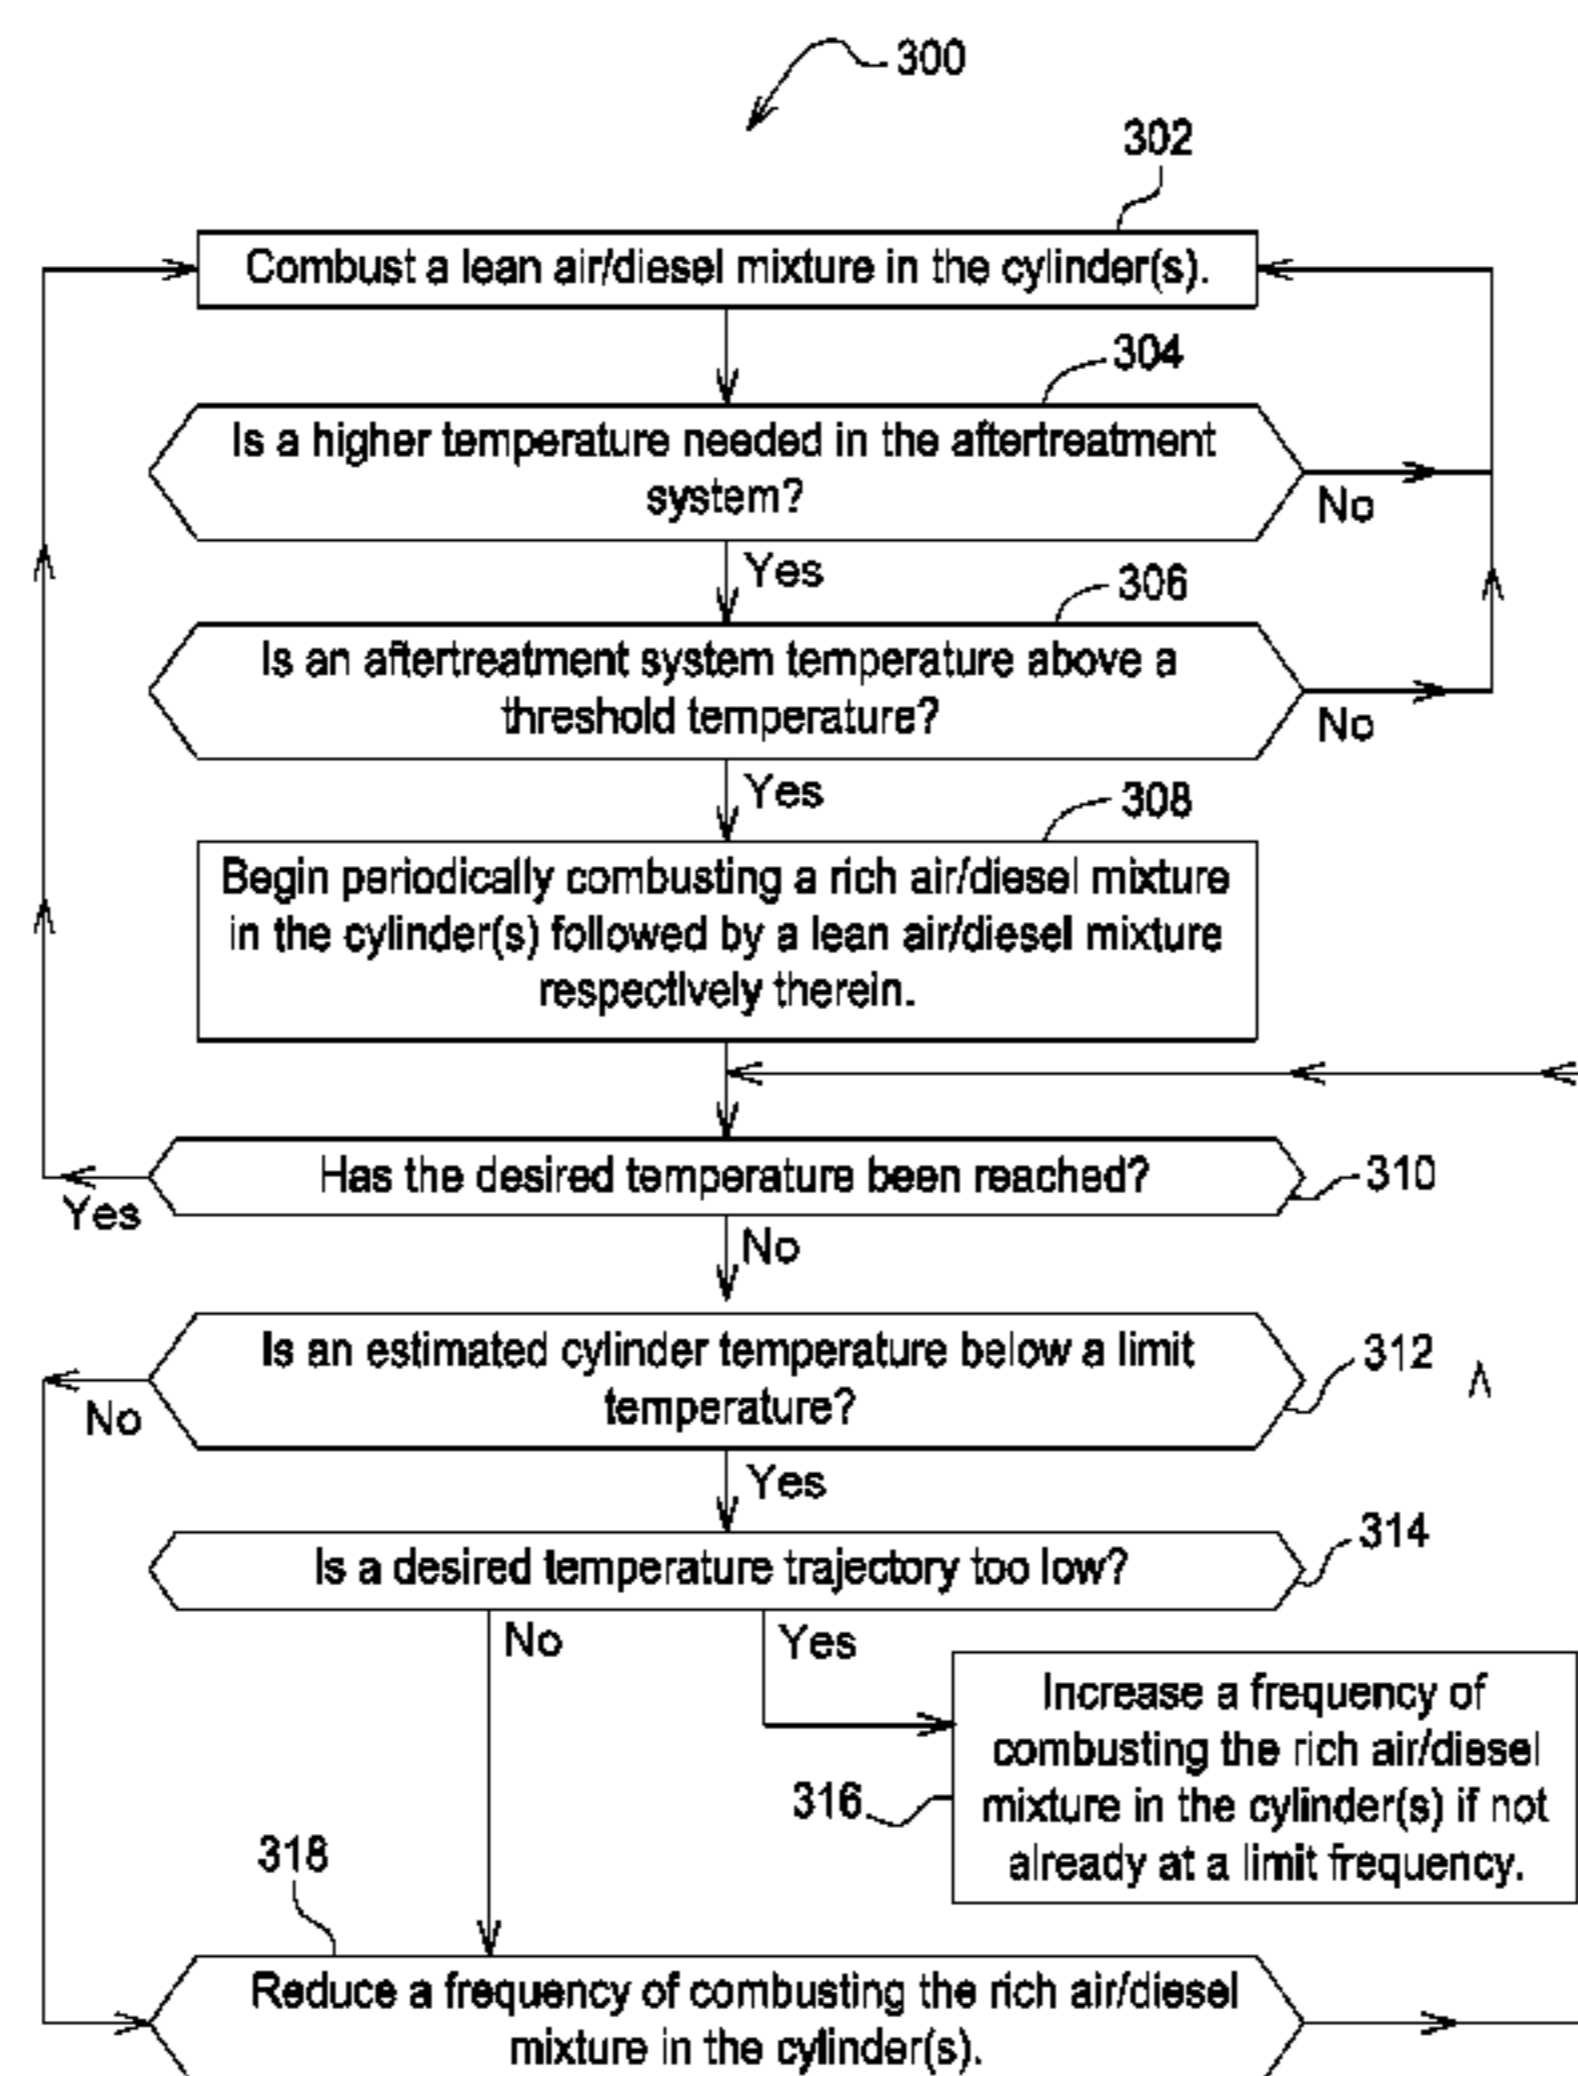 300
302
Combust a lean air/diesel mixture in the cylinder(s).
304
Is a higher temperature needed in the aftertreatment
system?
No
Yes
306
Is an aftertreatment system temperature above a
threshold temperature?
No
Yes
308
Begin periodically combusting a rich air/diesel mixture
in the cylinder(s) followed by a lean air/diesel mixture
respectively therein.
Has the desired temperature been reached?
310
Yes
No
Is an estimated cylinder temperature below a limit
temperature?
312
No
Yes
314
Is a desired temperature trajectory too low?
No
Yes
Increase a frequency of
combusting the rich air/diesel
mixture in the cylinder(s) if not
already at a limit frequency.
316
318
Reduce a frequency of combusting the rich air/diesel
mixture in the cylinder(s).